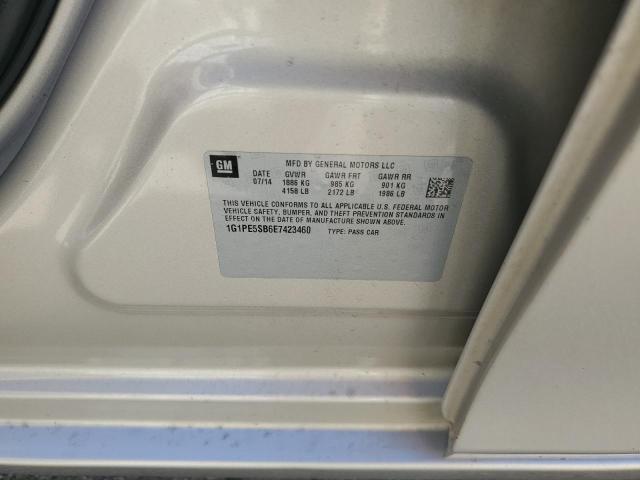 GM
MFD BY GENERAL MOTORS LLC
DATE GVWR GAWR FRT GAWR RR
07/14 1886 KG 985 KG 901 KG
4158 LB 2172 LB 1986 LB
THIS VEHICLE CONFORMS TO ALL APPLICABLE U.S. FEDERAL MOTOR
VEHICLE SAFETY, BUMPER, AND THEFT PREVENTION STANDARDS IN
EFFECT ON THE DATE OF MANUFACTURE SHOWN ABOVE.
1G1PE5SB6E7423460 TYPE: PASS CAR